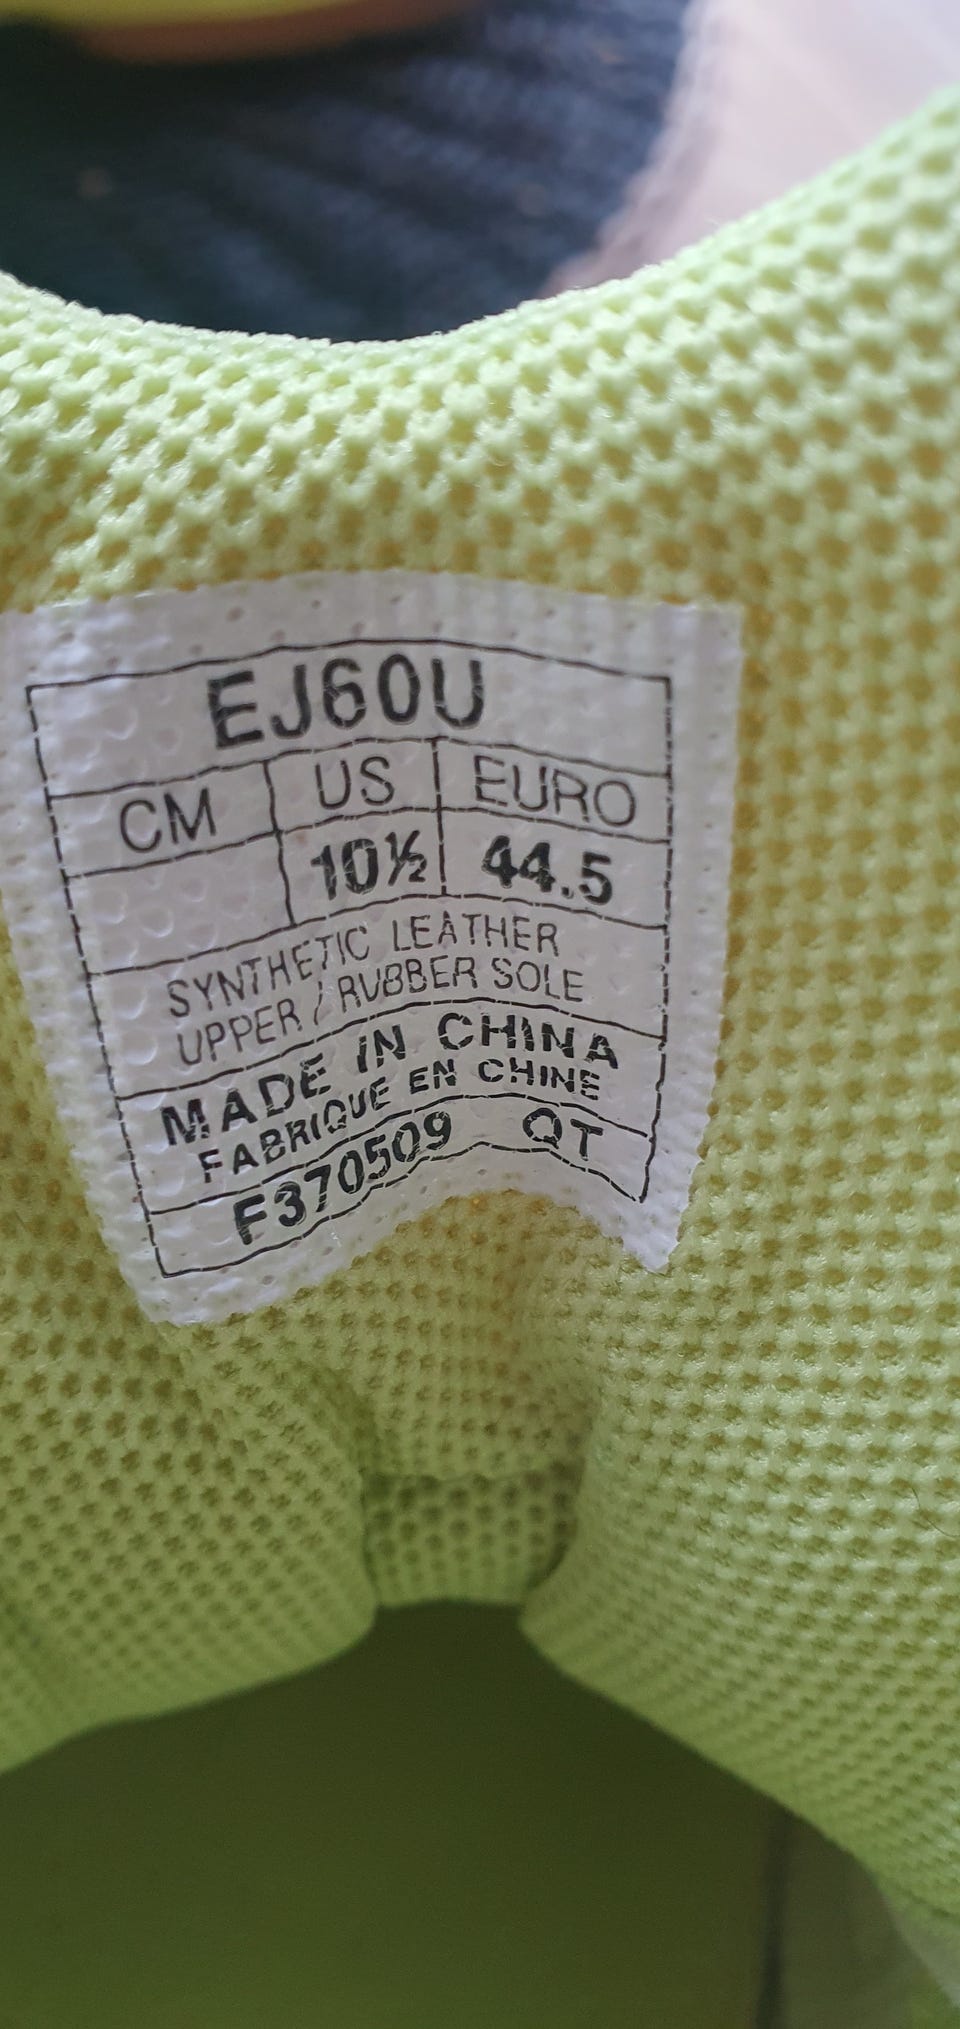 EJ60U
CM US EURO
10½ 44.5
SYNTHETIC LEATHER
UPPER / RUBBER SOLE
MADE IN CHINA
FABRIQUE EN CHINE
F370509 QT